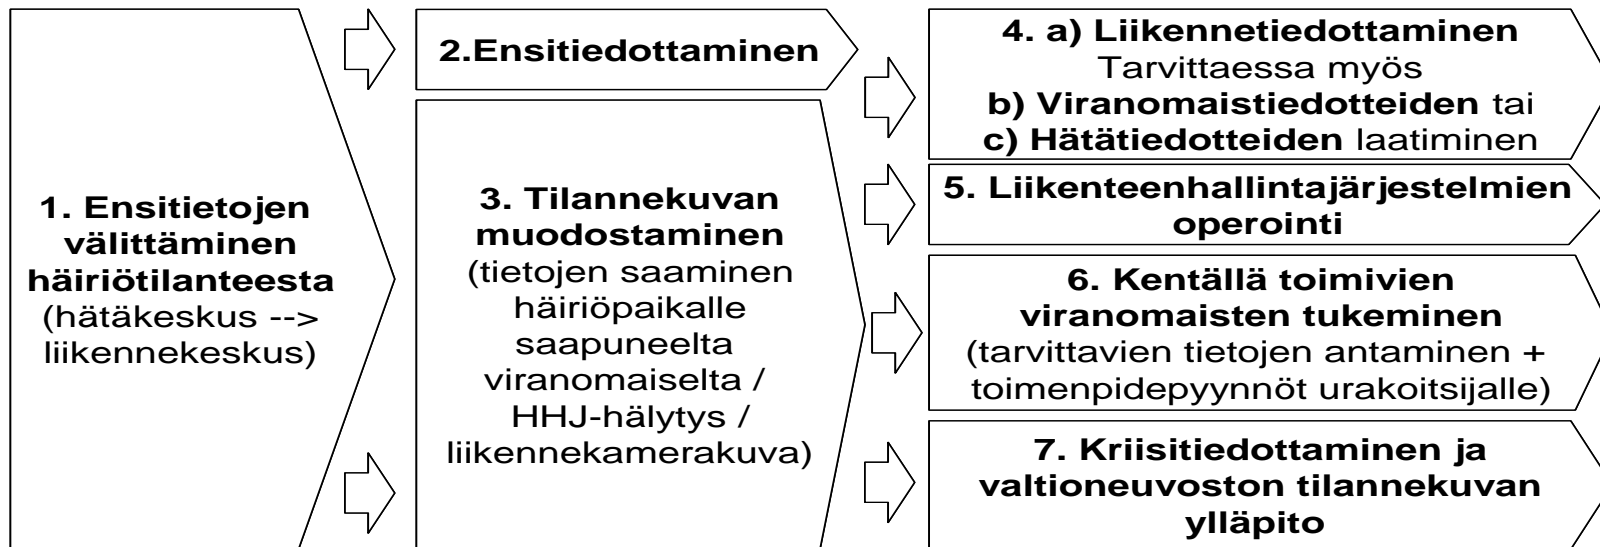 1. Ensitietojen
välittäminen
häiriötilanteesta
(hätäkeskus -->
liikennekeskus)
2.Ensitiedottaminen
3. Tilannekuvan
muodostaminen
(tietojen saaminen
häiriöpaikalle
saapuneelta
viranomaiselta /
HHJ-hälytys /
liikennekamerakuva)
4. a) Liikennetiedottaminen
Tarvittaessa myös
b) Viranomaistiedotteiden tai
c) Hätätiedotteiden laatiminen
5. Liikenteenhallintajärjestelmien
operointi
6. Kentällä toimivien
viranomaisten tukeminen
(tarvittavien tietojen antaminen +
toimenpidepyynnöt urakoitsijalle)
7. Kriisitiedottaminen ja
valtioneuvoston tilannekuvan
ylläpito